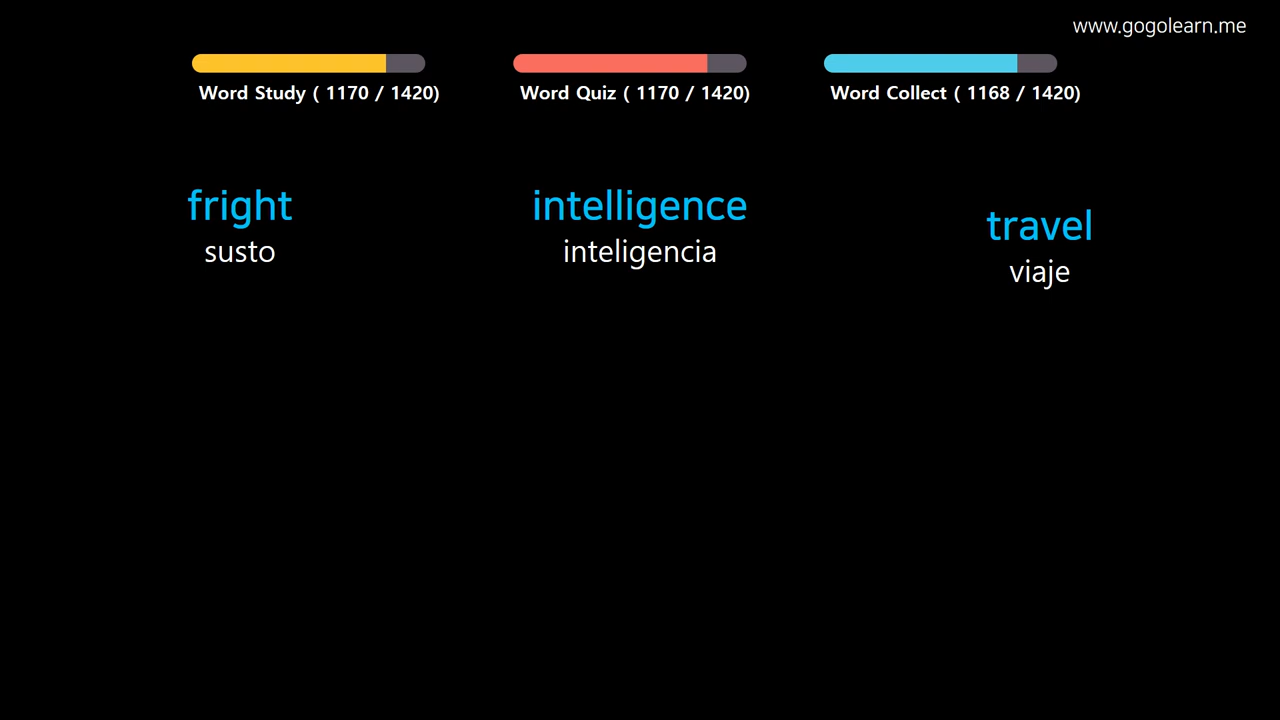 www.gogolearn.me
Word Study ( 1170 / 1420)
Word Quiz ( 1170 / 1420)
Word Collect ( 1168 / 1420)
fright
susto
intelligence
inteligencia
travel
viaje